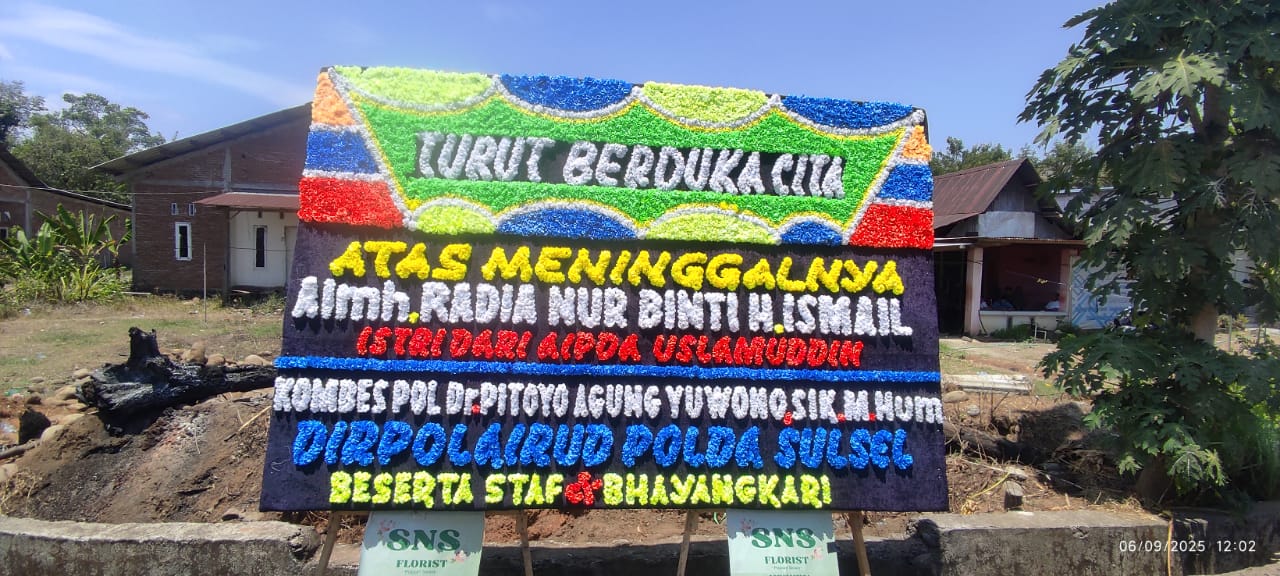 TURUT BERDUKA CITA
ATAS MENINGGALNYA
Almh. RADIA NUR BINTI H.ISMAIL
ISTRI DARI AIPDA USLAMUDDIN
KOMBES POL Dr.PITOYO AGUNG YUWONO,SIK.M.Hum
DIRPOLAIRUD POLDA SULSEL
BESERTA STAF & BHAYANGKARI
SNS
FLORIST
SNS
FLORIST
06/09/2025 12:02